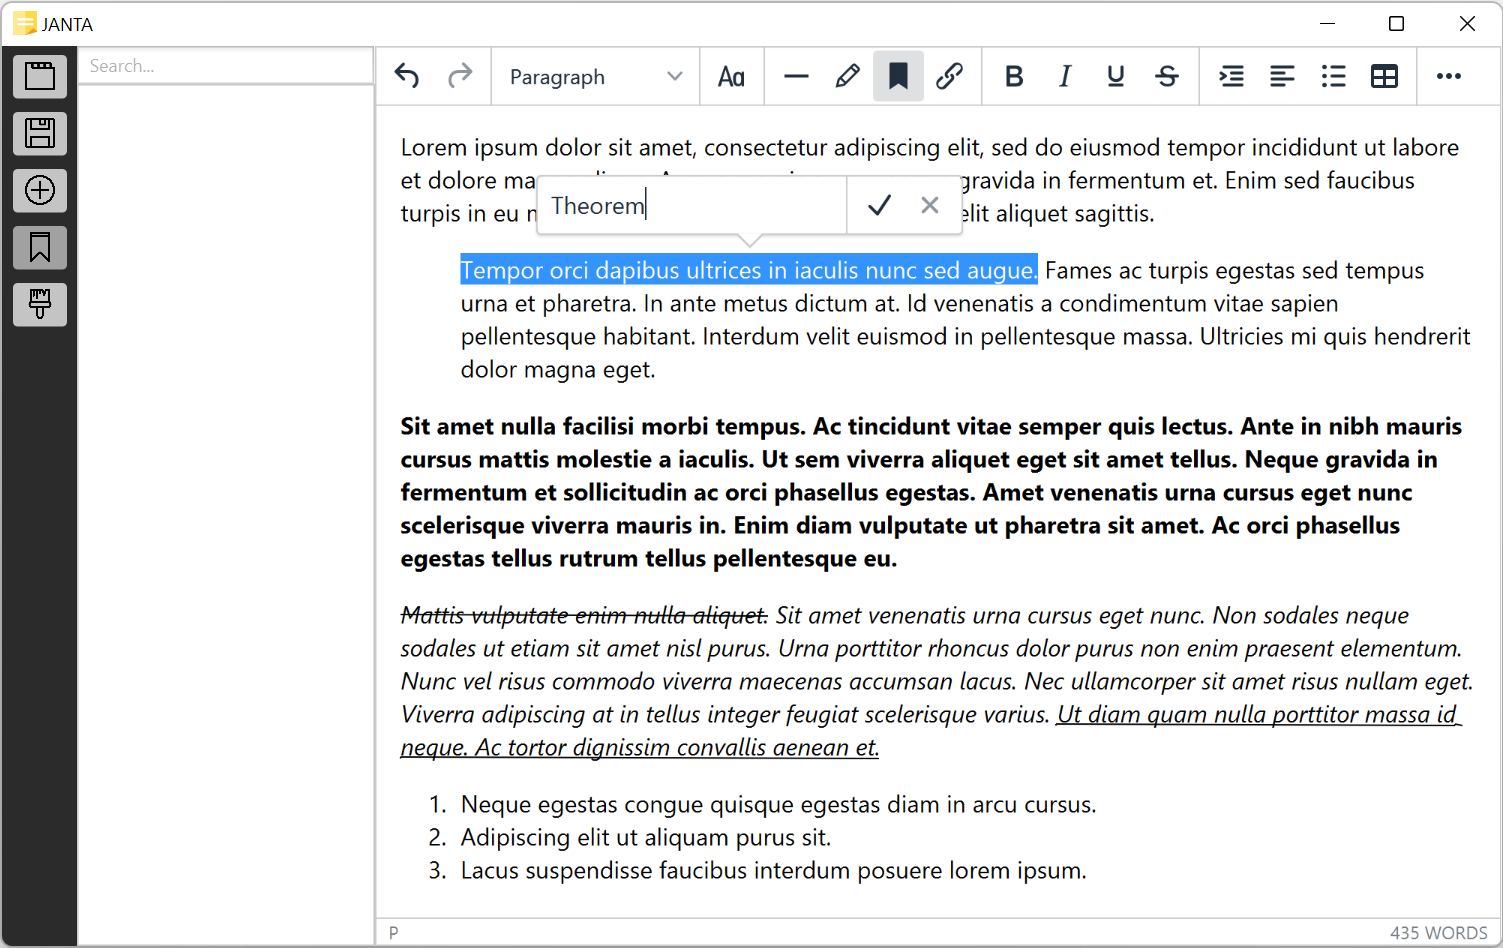 JANTA
Search...
Paragraph
Aa
B I U S
Lorem ipsum dolor sit amet, consectetur adipiscing elit, sed do eiusmod tempor incididunt ut labore
et dolore gravida in fermentum et. Enim sed faucibus
turpis in eu elit aliquet sagittis.
Theorem
Tempor orci dapibus ultrices in iaculis nunc sed augue. Fames ac turpis egestas sed tempus
urna et pharetra. In ante metus dictum at. Id venenatis a condimentum vitae sapien
pellentesque habitant. Interdum velit euismod in pellentesque massa. Ultricies mi quis hendrerit
dolor magna eget.
Sit amet nulla facilisi morbi tempus. Ac tincidunt vitae semper quis lectus. Ante in nibh mauris
cursus mattis molestie a iaculis. Ut sem viverra aliquet eget sit amet tellus. Neque gravida in
fermentum et sollicitudin ac orci phasellus egestas. Amet venenatis urna cursus eget nunc
scelerisque viverra mauris in. Enim diam vulputate ut pharetra sit amet. Ac orci phasellus
egestas tellus rutrum tellus pellentesque eu.
Mattis vulputate enim nulla aliquet. Sit amet venenatis urna cursus eget nunc. Non sodales neque
sodales ut etiam sit amet nisl purus. Urna porttitor rhoncus dolor purus non enim praesent elementum.
Nunc vel risus commodo viverra maecenas accumsan lacus. Nec ullamcorper sit amet risus nullam eget.
Viverra adipiscing at in tellus integer feugiat scelerisque varius. Ut diam quam nulla porttitor massa id
neque. Ac tortor dignissim convallis aenean et.
1. Neque egestas congue quisque egestas diam in arcu cursus.
2. Adipiscing elit ut aliquam purus sit.
3. Lacus suspendisse faucibus interdum posuere lorem ipsum.
P
435 WORDS